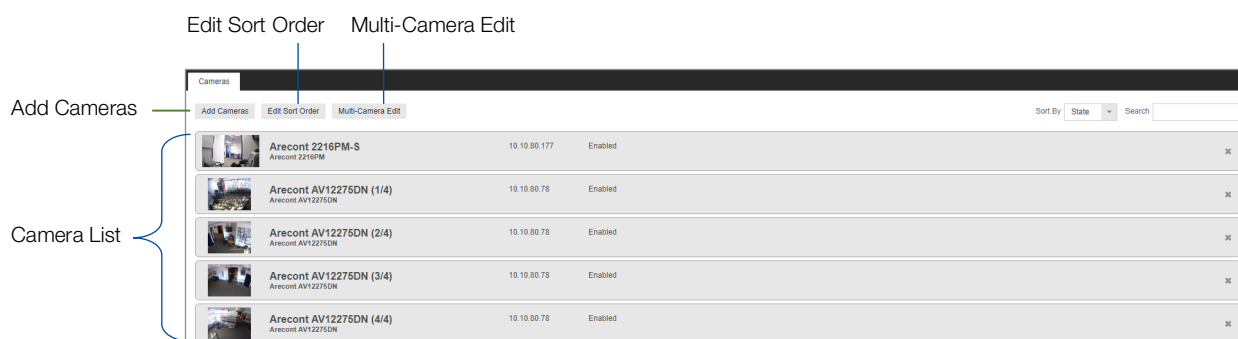 Edit Sort Order Multi-Camera Edit
Cameras
Add Cameras
Add Cameras Edit Sort Order Multi-Camera Edit Sort By State Search
Arecont 2216PM-S 10.10.80.177 Enabled
Arecont 2216PM
Arecont AV12275DN (1/4) 10.10.80.78 Enabled
Arecont AV12275DN
Camera List
Arecont AV12275DN (2/4) 10.10.80.78 Enabled
Arecont AV12275DN
Arecont AV12275DN (3/4) 10.10.80.78 Enabled
Arecont AV12275DN
Arecont AV12275DN (4/4) 10.10.80.78 Enabled
Arecont AV12275DN